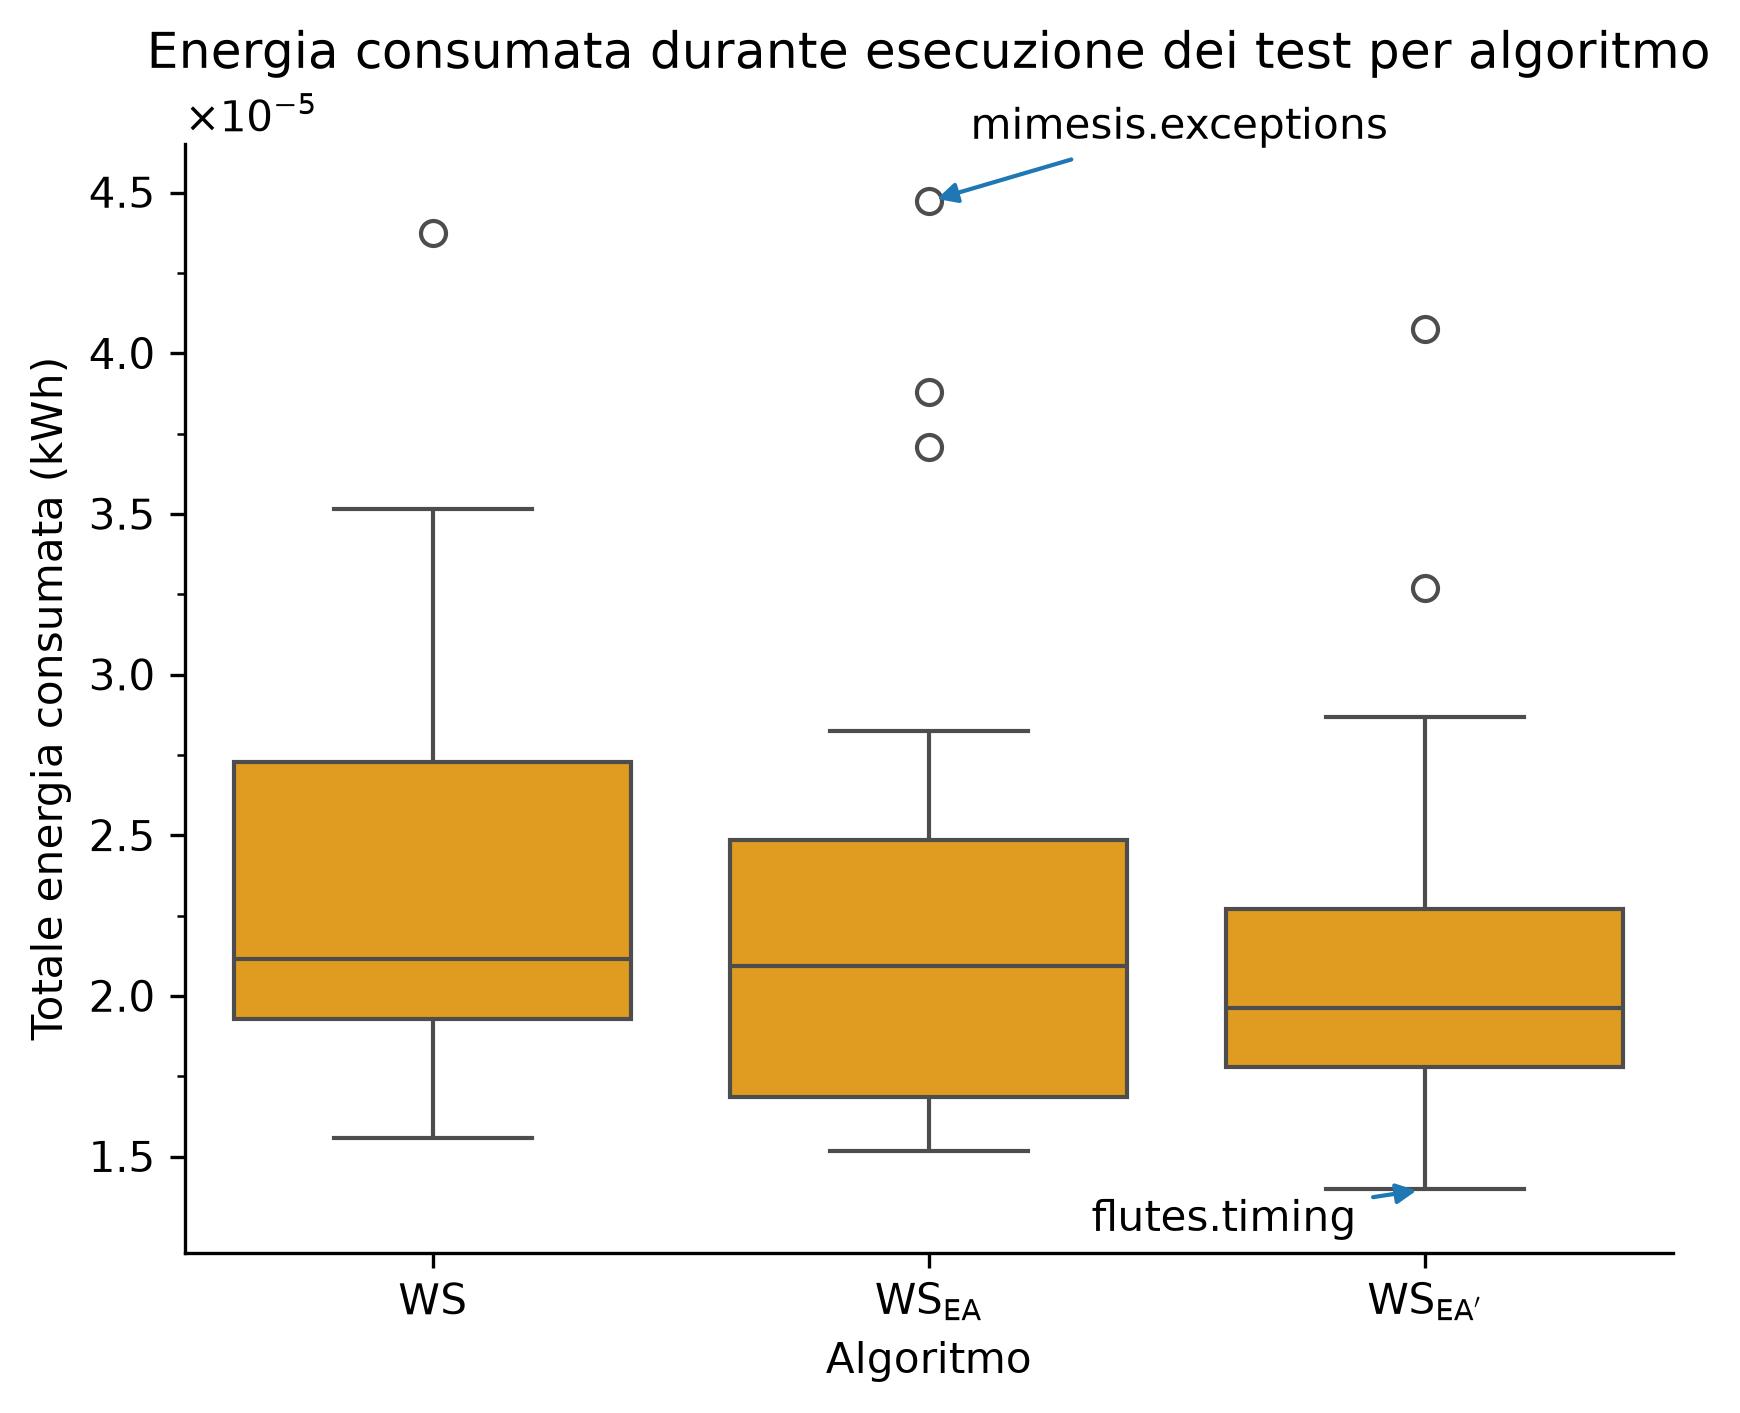 Energia consumata durante esecuzione dei test per algoritmo
×10⁻⁵
mimesis.exceptions
4.5
4.0
3.5
3.0
2.5
2.0
1.5
Totale energia consumata (kWh)
flutes.timing
WS
WS_EA
WS_EA′
Algoritmo